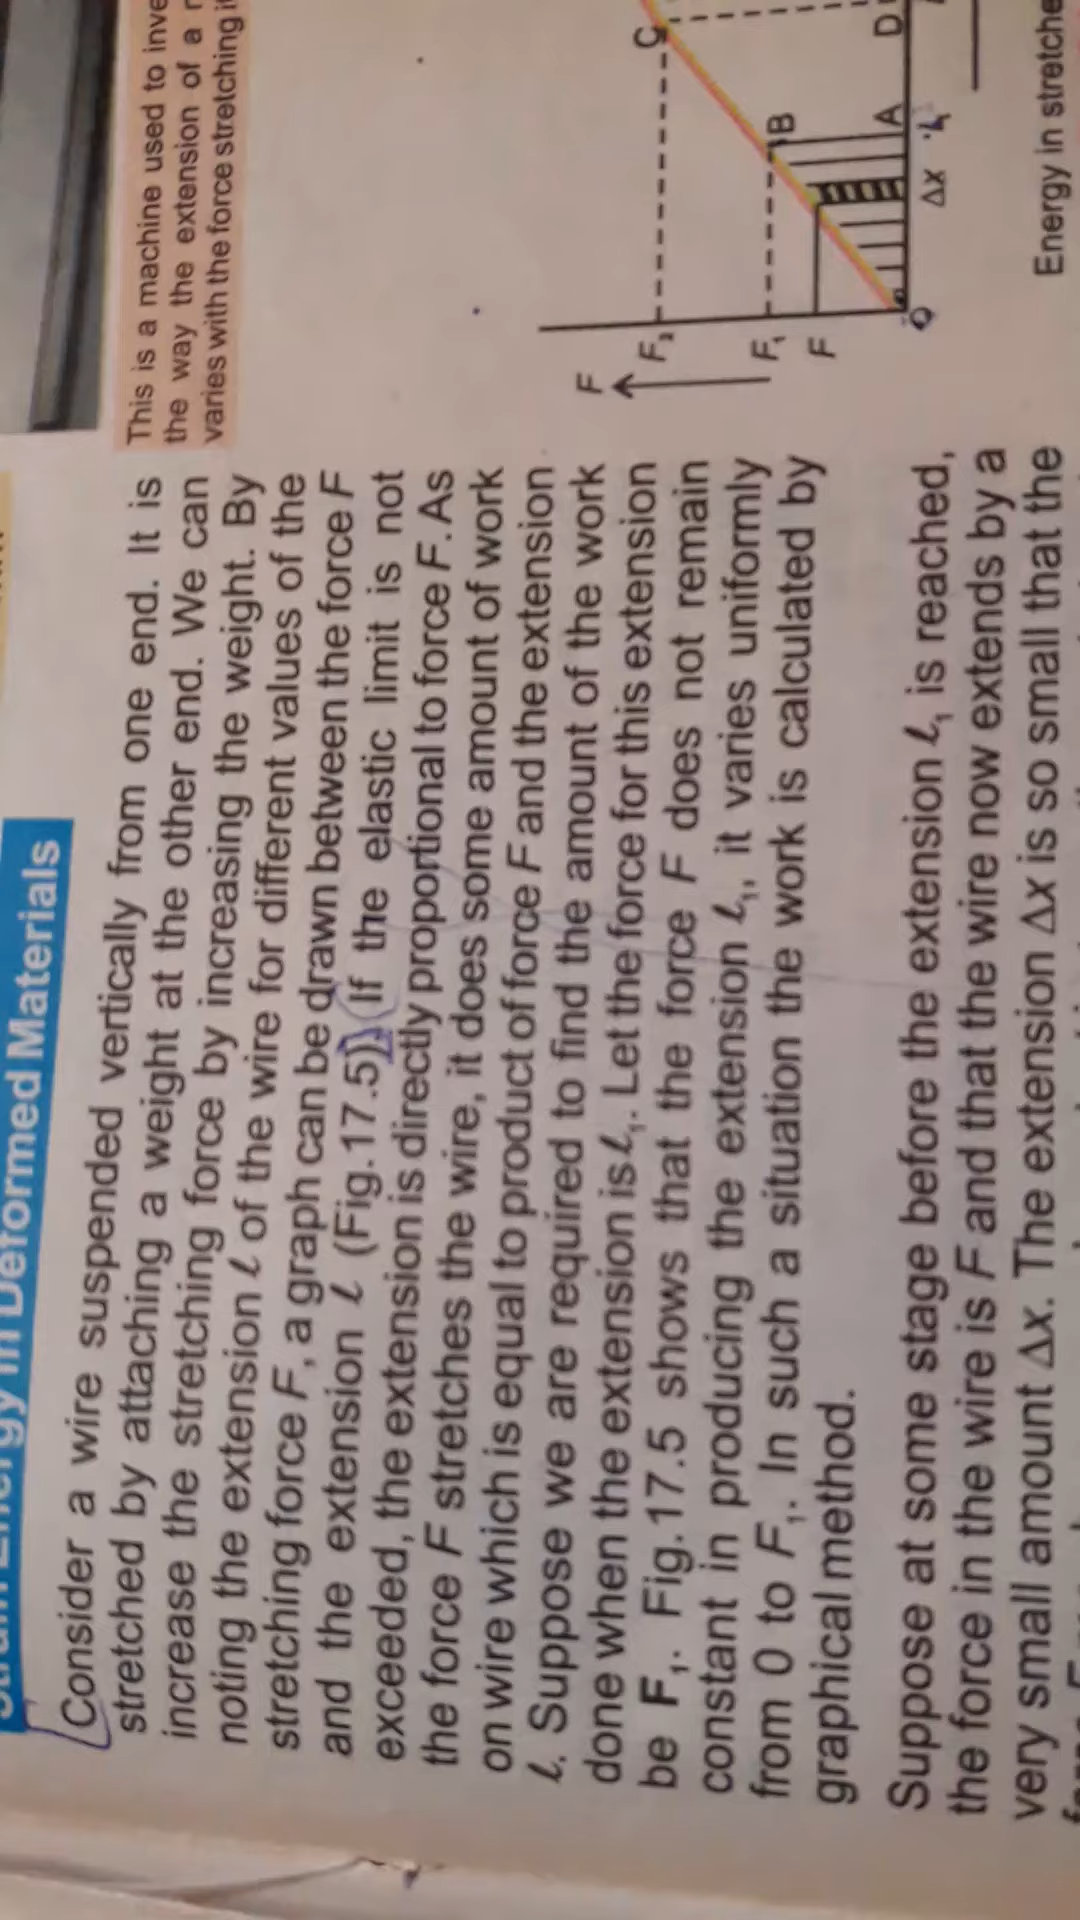 Energy in Deformed Materials
Consider a wire suspended vertically from one end. It is
stretched by attaching a weight at the other end. We can
increase the stretching force by increasing the weight. By
noting the extension ℓ of the wire for different values of the
stretching force F, a graph can be drawn between the force F
and the extension ℓ (Fig.17.5). If the elastic limit is not
exceeded, the extension is directly proportional to force F. As
the force F stretches the wire, it does some amount of work
on wire which is equal to product of force F and the extension
ℓ. Suppose we are required to find the amount of the work
done when the extension is ℓ₁. Let the force for this extension
be F₁. Fig.17.5 shows that the force F does not remain
constant in producing the extension ℓ₁, it varies uniformly
from 0 to F₁. In such a situation the work is calculated by
graphical method.
Suppose at some stage before the extension ℓ₁ is reached,
the force in the wire is F and that the wire now extends by a
very small amount Δx. The extension Δx is so small that the
This is a machine used to
the way the extension of a
varies with the force stretching
F
F₂
F₁
F
C
B
A
D
O
Δx
ℓ₁
Energy in